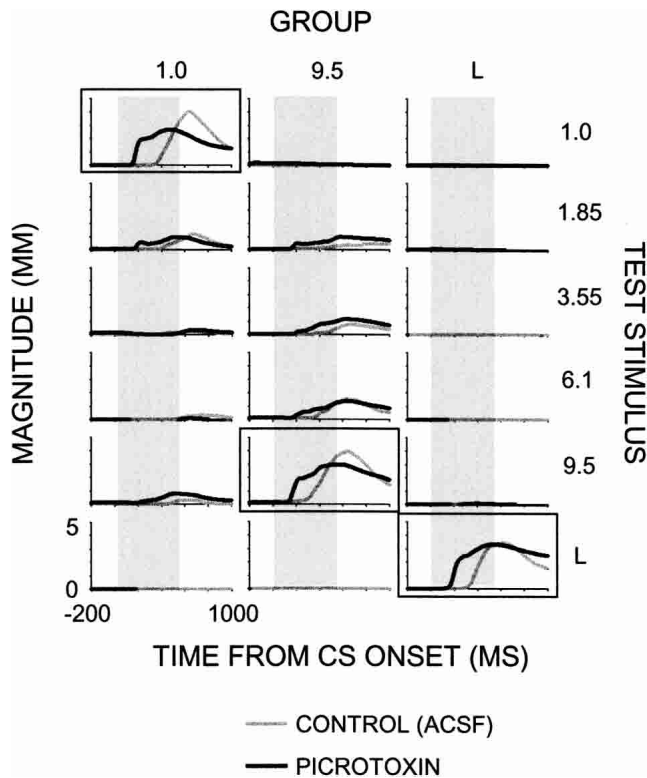 GROUP
1.0 9.5 L
1.0
1.85
3.55
6.1
9.5
L
MAGNITUDE (MM)
TEST STIMULUS
5
0
-200 1000
TIME FROM CS ONSET (MS)
CONTROL (ACSF)
PICROTOXIN